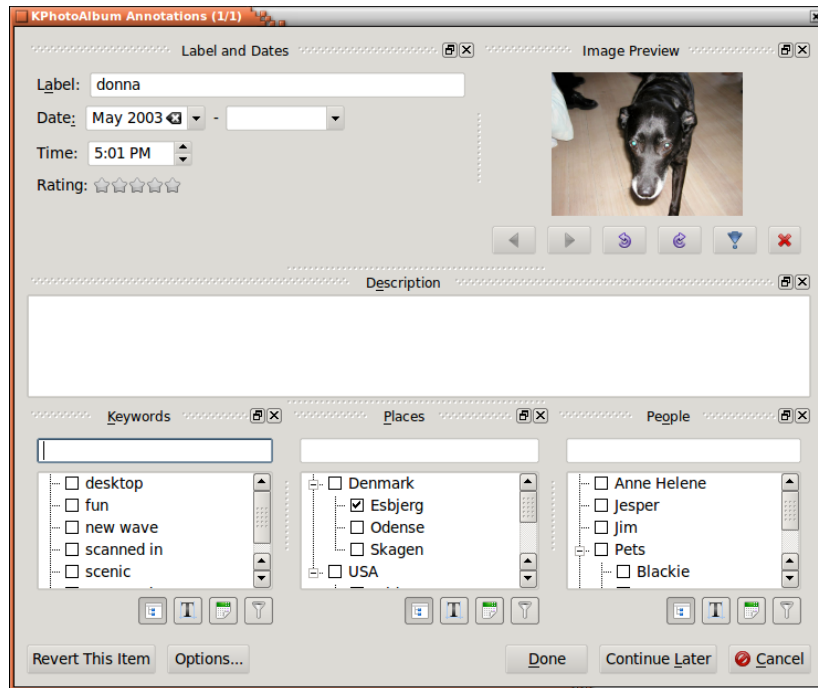 KPhotoAlbum Annotations (1/1)
Label and Dates
Image Preview
Label: donna
Date: May 2003 -
Time: 5:01 PM
Rating:
Description
Keywords
Places
People
desktop
fun
new wave
scanned in
scenic
Denmark
Esbjerg
Odense
Skagen
USA
Anne Helene
Jesper
Jim
Pets
Blackie
T
T
T
Revert This Item
Options...
Done
Continue Later
Cancel